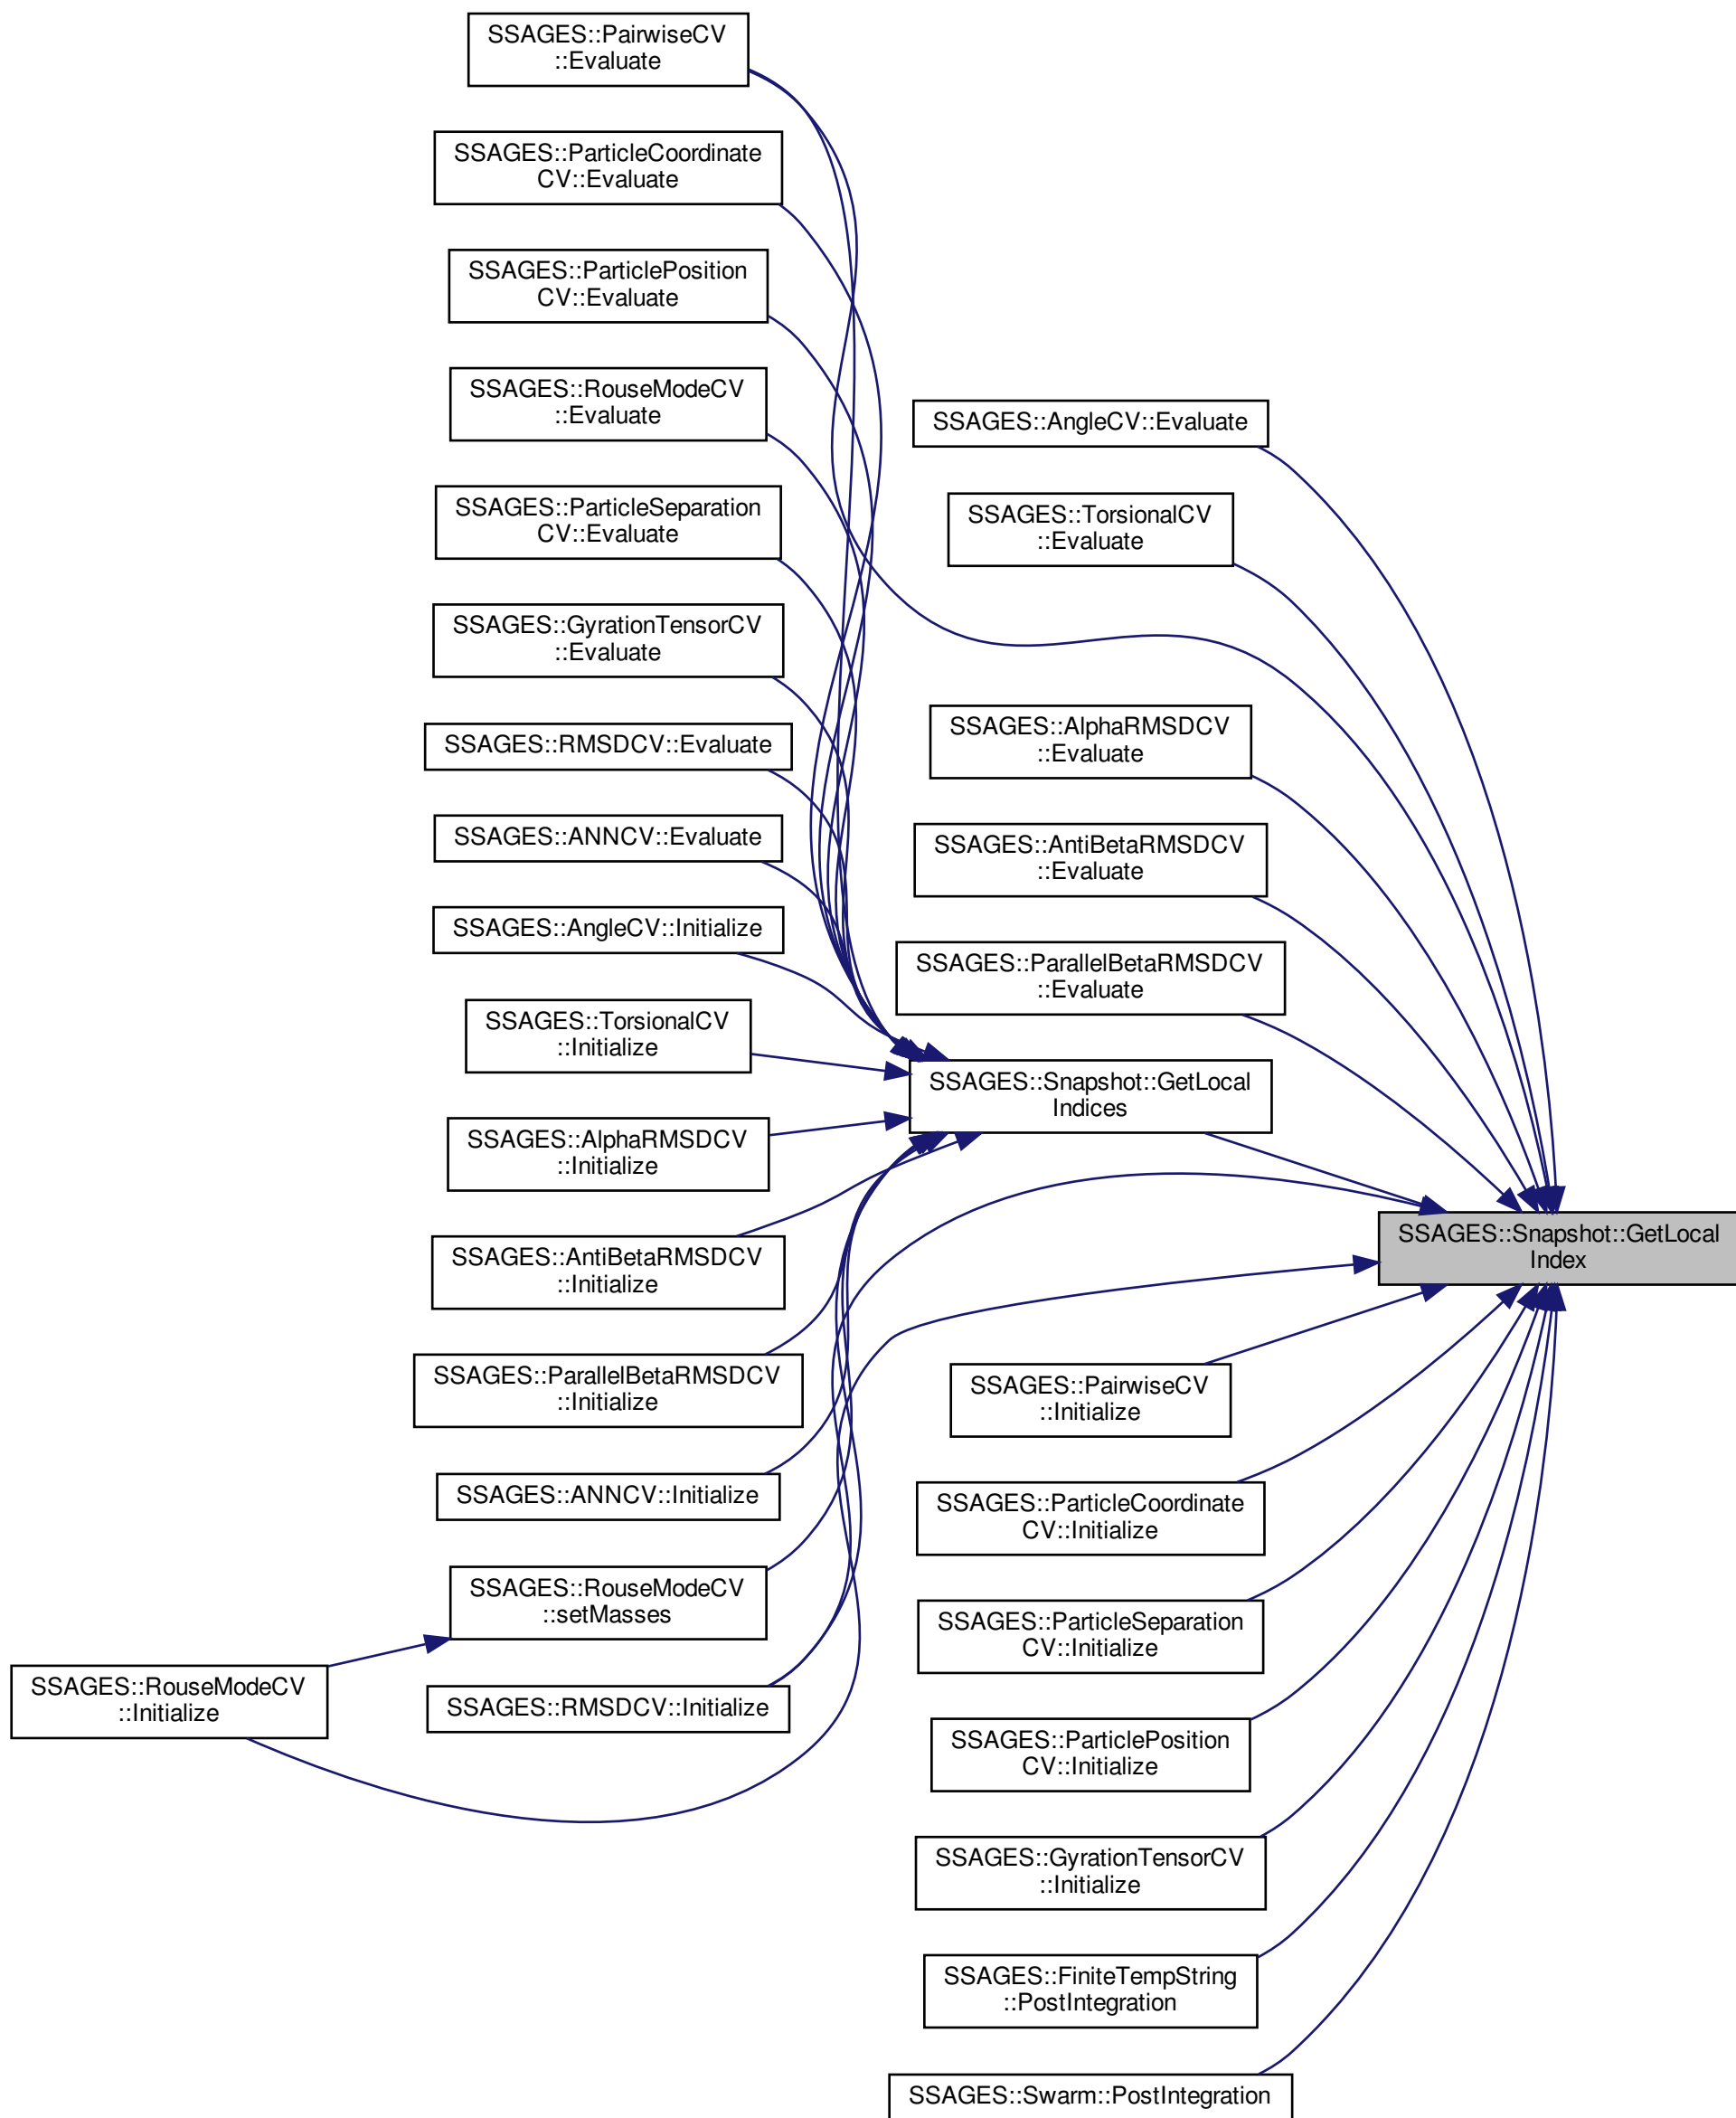 SSAGES::PairwiseCV
::Evaluate
SSAGES::ParticleCoordinate
CV::Evaluate
SSAGES::ParticlePosition
CV::Evaluate
SSAGES::RouseModeCV
::Evaluate
SSAGES::ParticleSeparation
CV::Evaluate
SSAGES::GyrationTensorCV
::Evaluate
SSAGES::RMSDCV::Evaluate
SSAGES::ANNCV::Evaluate
SSAGES::AngleCV::Initialize
SSAGES::TorsionalCV
::Initialize
SSAGES::AlphaRMSDCV
::Initialize
SSAGES::AntiBetaRMSDCV
::Initialize
SSAGES::ParallelBetaRMSDCV
::Initialize
SSAGES::ANNCV::Initialize
SSAGES::RouseModeCV
::setMasses
SSAGES::RouseModeCV
::Initialize
SSAGES::RMSDCV::Initialize
SSAGES::AngleCV::Evaluate
SSAGES::TorsionalCV
::Evaluate
SSAGES::AlphaRMSDCV
::Evaluate
SSAGES::AntiBetaRMSDCV
::Evaluate
SSAGES::ParallelBetaRMSDCV
::Evaluate
SSAGES::Snapshot::GetLocal
Indices
SSAGES::PairwiseCV
::Initialize
SSAGES::ParticleCoordinate
CV::Initialize
SSAGES::ParticleSeparation
CV::Initialize
SSAGES::ParticlePosition
CV::Initialize
SSAGES::GyrationTensorCV
::Initialize
SSAGES::FiniteTempString
::PostIntegration
SSAGES::Swarm::PostIntegration
SSAGES::Snapshot::GetLocal
Index